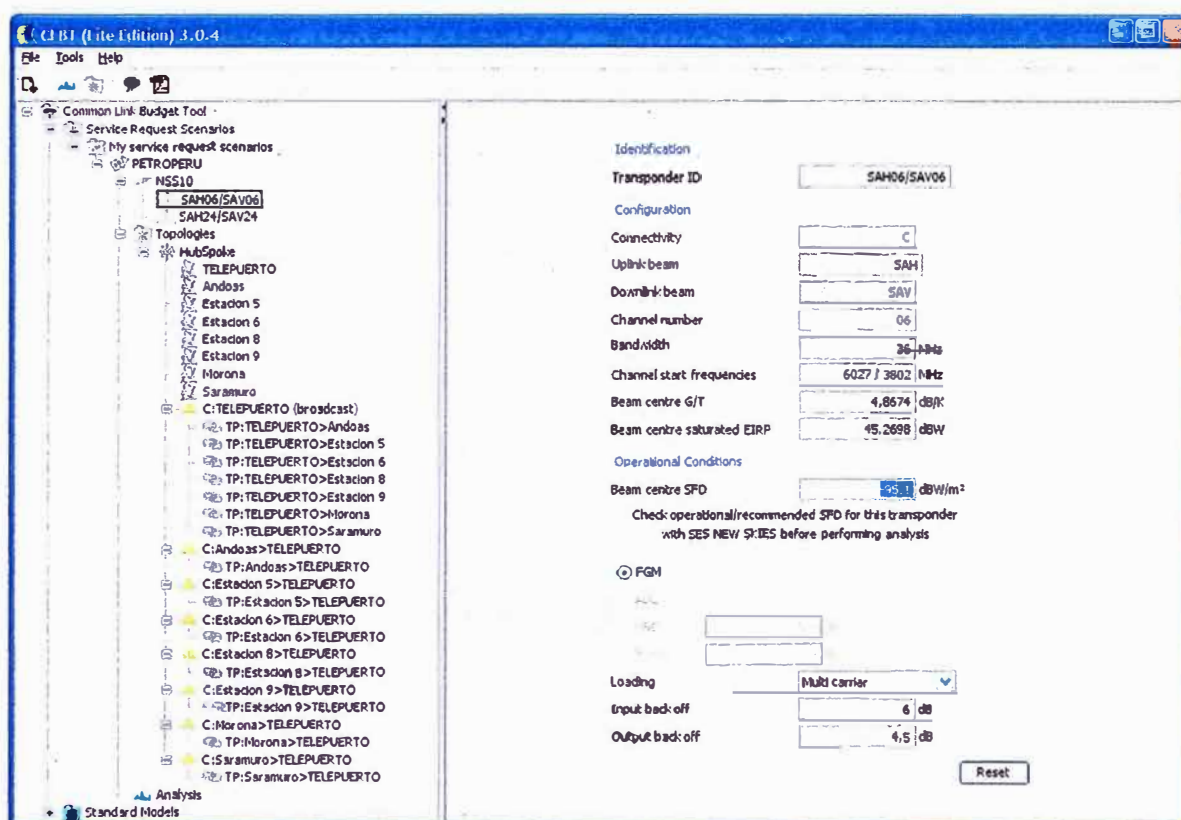 CLBT (Lite Edition) 3.0.4
File Tools Help
Common Link Budget Tool
Service Request Scenarios
My service request scenarios
PETROPERU
NSS10
SAH06/SAV06
SAH24/SAV24
Topologies
HubSpoke
TELEPUERTO
Andoas
Estacion 5
Estacion 6
Estacion 8
Estacion 9
Morona
Saramuro
C:TELEPUERTO (broadcast)
TP:TELEPUERTO>Andoas
TP:TELEPUERTO>Estacion 5
TP:TELEPUERTO>Estacion 6
TP:TELEPUERTO>Estacion 8
TP:TELEPUERTO>Estacion 9
TP:TELEPUERTO>Morona
TP:TELEPUERTO>Saramuro
C:Andoas>TELEPUERTO
TP:Andoas>TELEPUERTO
C:Estacion 5>TELEPUERTO
TP:Estacion 5>TELEPUERTO
C:Estacion 6>TELEPUERTO
TP:Estacion 6>TELEPUERTO
C:Estacion 8>TELEPUERTO
TP:Estacion 8>TELEPUERTO
C:Estacion 9>TELEPUERTO
TP:Estacion 9>TELEPUERTO
C:Morona>TELEPUERTO
TP:Morona>TELEPUERTO
C:Saramuro>TELEPUERTO
TP:Saramuro>TELEPUERTO
Analysis
Standard Models
Identification
Transponder ID SAH06/SAV06
Configuration
Connectivity C
Uplink beam SAH
Downlink beam SAV
Channel number 06
Bandwidth 36 MHz
Channel start frequencies 6027 / 3802 MHz
Beam centre G/T 4,8674 dB/K
Beam centre saturated EIRP 45,2698 dBW
Operational Conditions
Beam centre SFD -95,1 dBW/m²
Check operational/recommended SFD for this transponder
with SES NEW SKIES before performing analysis
FGM
Loading Multi carrier
Input back off 6 dB
Output back off 4,5 dB
Reset